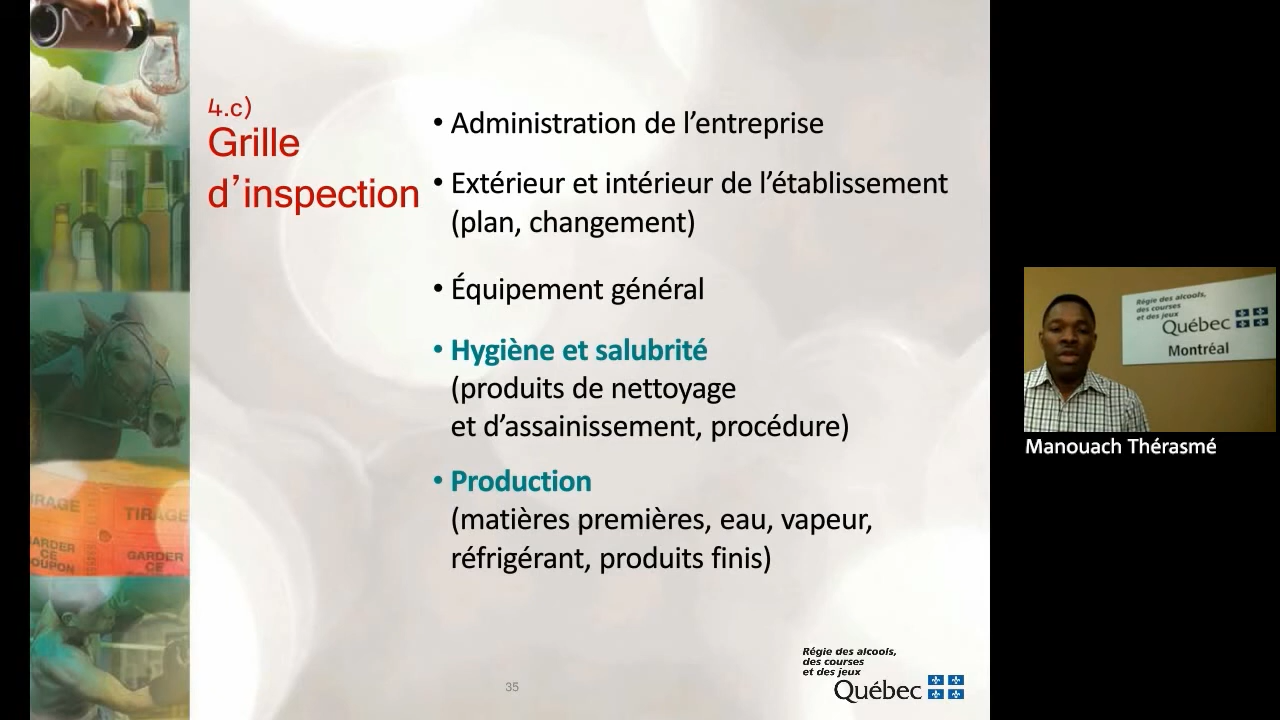 4.c)
Grille
d’inspection
• Administration de l’entreprise
• Extérieur et intérieur de l’établissement
(plan, changement)
• Équipement général
• Hygiène et salubrité
(produits de nettoyage
et d’assainissement, procédure)
• Production
(matières premières, eau, vapeur,
réfrigérant, produits finis)
35
Régie des alcools,
des courses
et des jeux
Québec
TIRAGE
TIRAGE
GARDER
CE
COUPON
GARDER
CE
Régie des alcools,
des courses
et des jeux
Québec
Montréal
Manouach Thérasmé